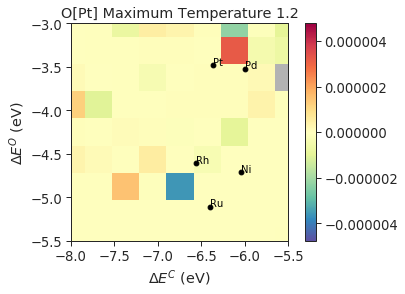 O[Pt] Maximum Temperature 1.2
−3.0
−3.5
−4.0
−4.5
−5.0
−5.5
ΔE^O (eV)
Pt
Pd
Rh
Ni
Ru
−8.0 −7.5 −7.0 −6.5 −6.0 −5.5
ΔE^C (eV)
0.000004
0.000002
0.000000
−0.000002
−0.000004